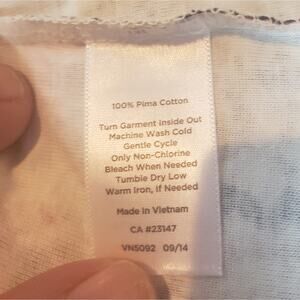 100% Pima Cotton
Turn Garment Inside Out
Machine Wash Cold
Gentle Cycle
Only Non-Chlorine
Bleach When Needed
Tumble Dry Low
Warm Iron, If Needed
Made In Vietnam
CA #23147
VN5092 09/14